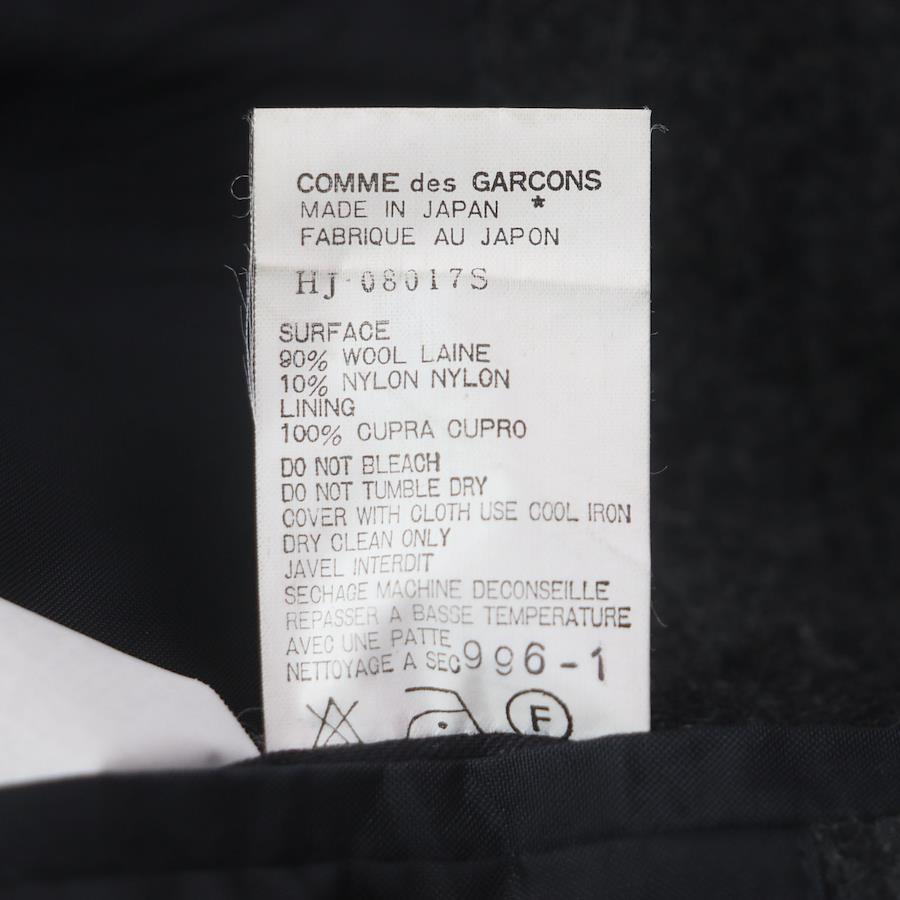 COMME des GARCONS
MADE IN JAPAN *
FABRIQUE AU JAPON
HJ-08017S
SURFACE
90% WOOL LAINE
10% NYLON NYLON
LINING
100% CUPRA CUPRO
DO NOT BLEACH
DO NOT TUMBLE DRY
COVER WITH CLOTH USE COOL IRON
DRY CLEAN ONLY
JAVEL INTERDIT
SECHAGE MACHINE DECONSEILLE
REPASSER A BASSE TEMPERATURE
AVEC UNE PATTE
NETTOYAGE A SEC 996-1
F